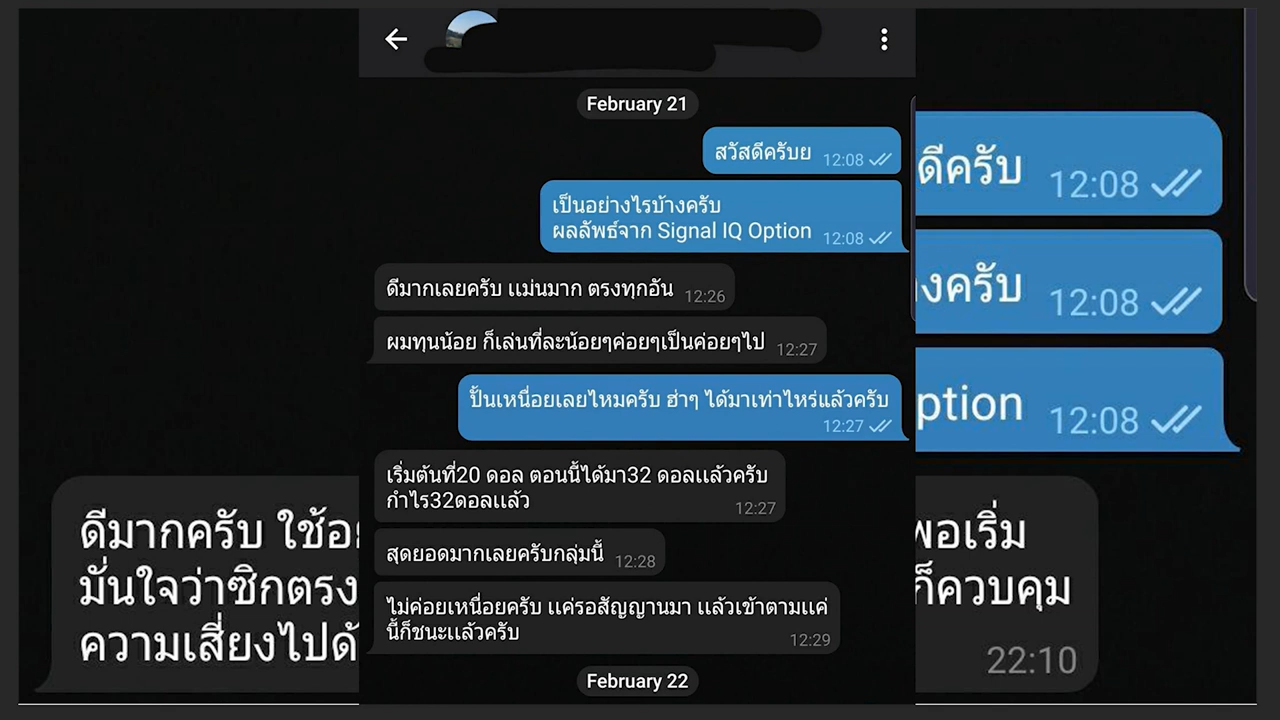 February 21
สวัสดีครับย 12:08
เป็นอย่างไรบ้างครับ
ผลลัพธ์จาก Signal IQ Option 12:08
ดีมากเลยครับ แม่นมาก ตรงทุกอัน 12:26
ผมทุนน้อย ก็เล่นที่ละน้อยๆค่อยๆเป็นค่อยๆไป 12:27
ปั้นเหนื่อยเลยไหมครับ ฮ่าๆ ได้มาเท่าไหร่แล้วครับ
12:27
เริ่มต้นที่20 ดอล ตอนนี้ได้มา32 ดอลแล้วครับ
กำไร32ดอลแล้ว 12:27
สุดยอดมากเลยครับกลุ่มนี้ 12:28
ไม่ค่อยเหนื่อยครับ แค่รอสัญญานมา แล้วเข้าตามแค่
นี้ก็ชนะแล้วครับ 12:29
February 22
ดีมากครับ ใช้อ
มั่นใจว่าซิกตรง
ความเสี่ยงไปด้
ดีครับ 12:08
งครับ 12:08
ption 12:08
พอเริ่ม
ก็ควบคุม
22:10